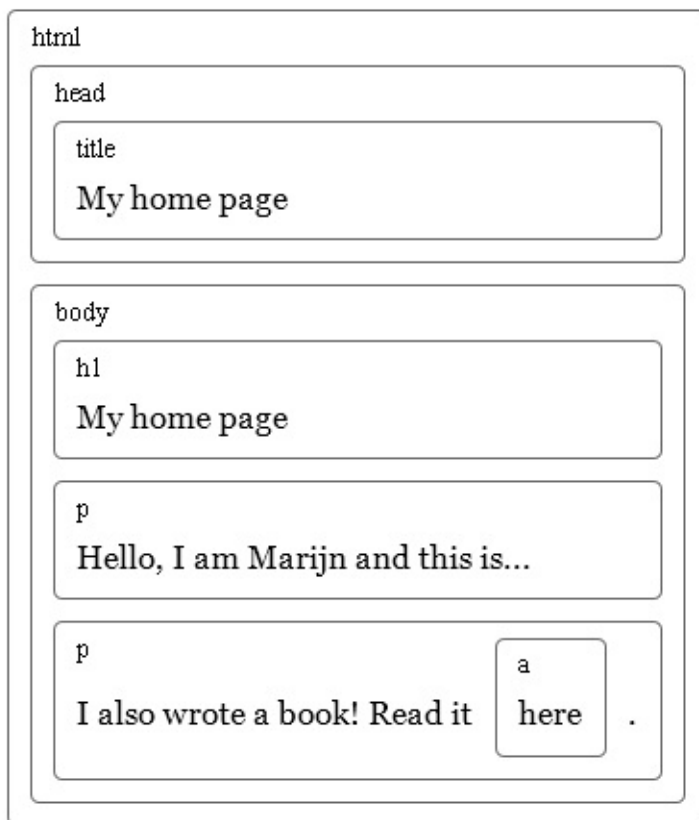 html
head
title
My home page
body
h1
My home page
p
Hello, I am Marijn and this is...
p
a
I also wrote a book! Read it here .